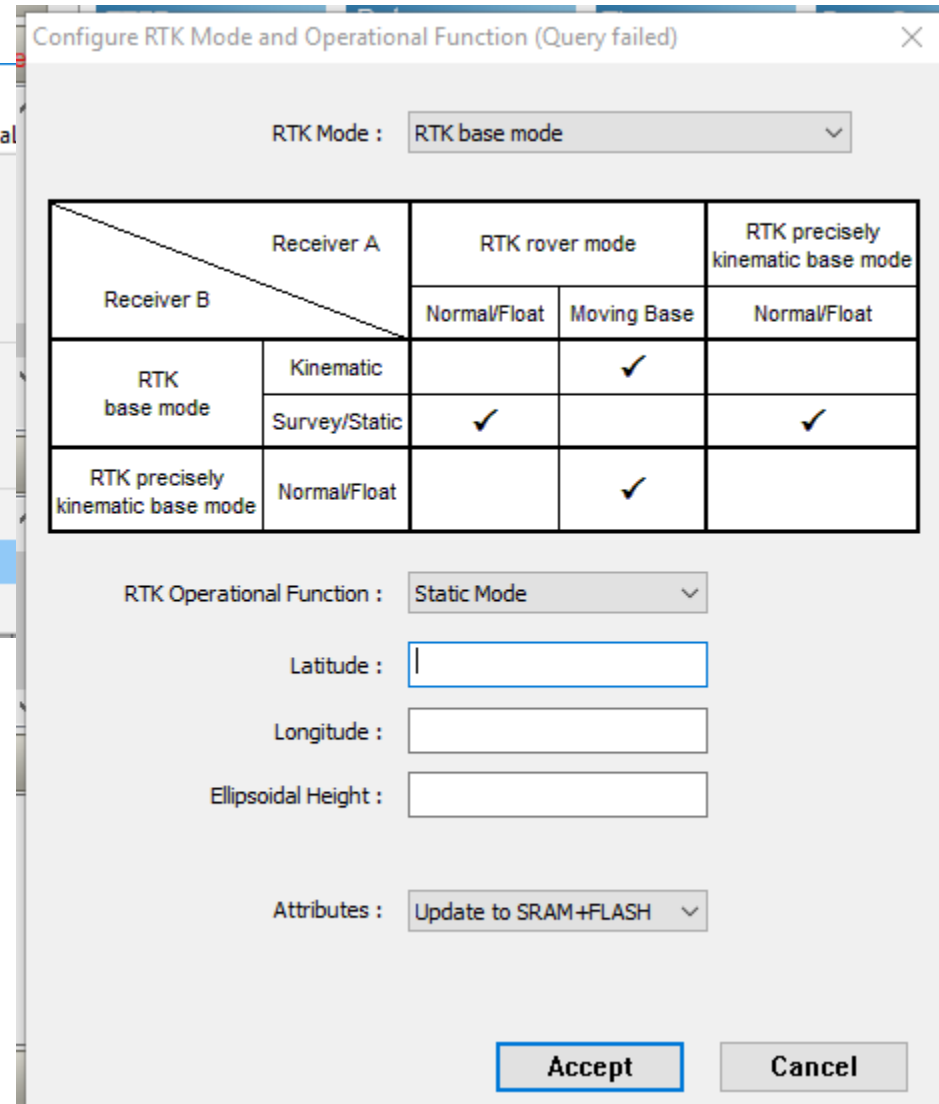 Configure RTK Mode and Operational Function (Query failed)
RTK Mode :
RTK base mode
Receiver A
Receiver B
RTK rover mode
RTK precisely
kinematic base mode
Normal/Float
Moving Base
Normal/Float
RTK
base mode
Kinematic
✓
Survey/Static
✓
✓
RTK precisely
kinematic base mode
Normal/Float
✓
RTK Operational Function :
Static Mode
Latitude :
Longitude :
Ellipsoidal Height :
Attributes :
Update to SRAM+FLASH
Accept
Cancel